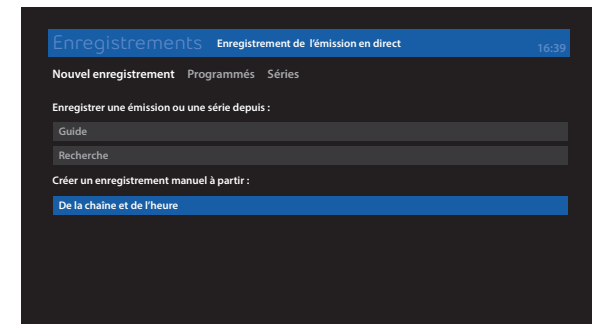 Enregistrements Enregistrement de l'émission en direct 16:39
Nouvel enregistrement Programmés Séries
Enregistrer une émission ou une série depuis :
Guide
Recherche
Créer un enregistrement manuel à partir :
De la chaîne et de l'heure